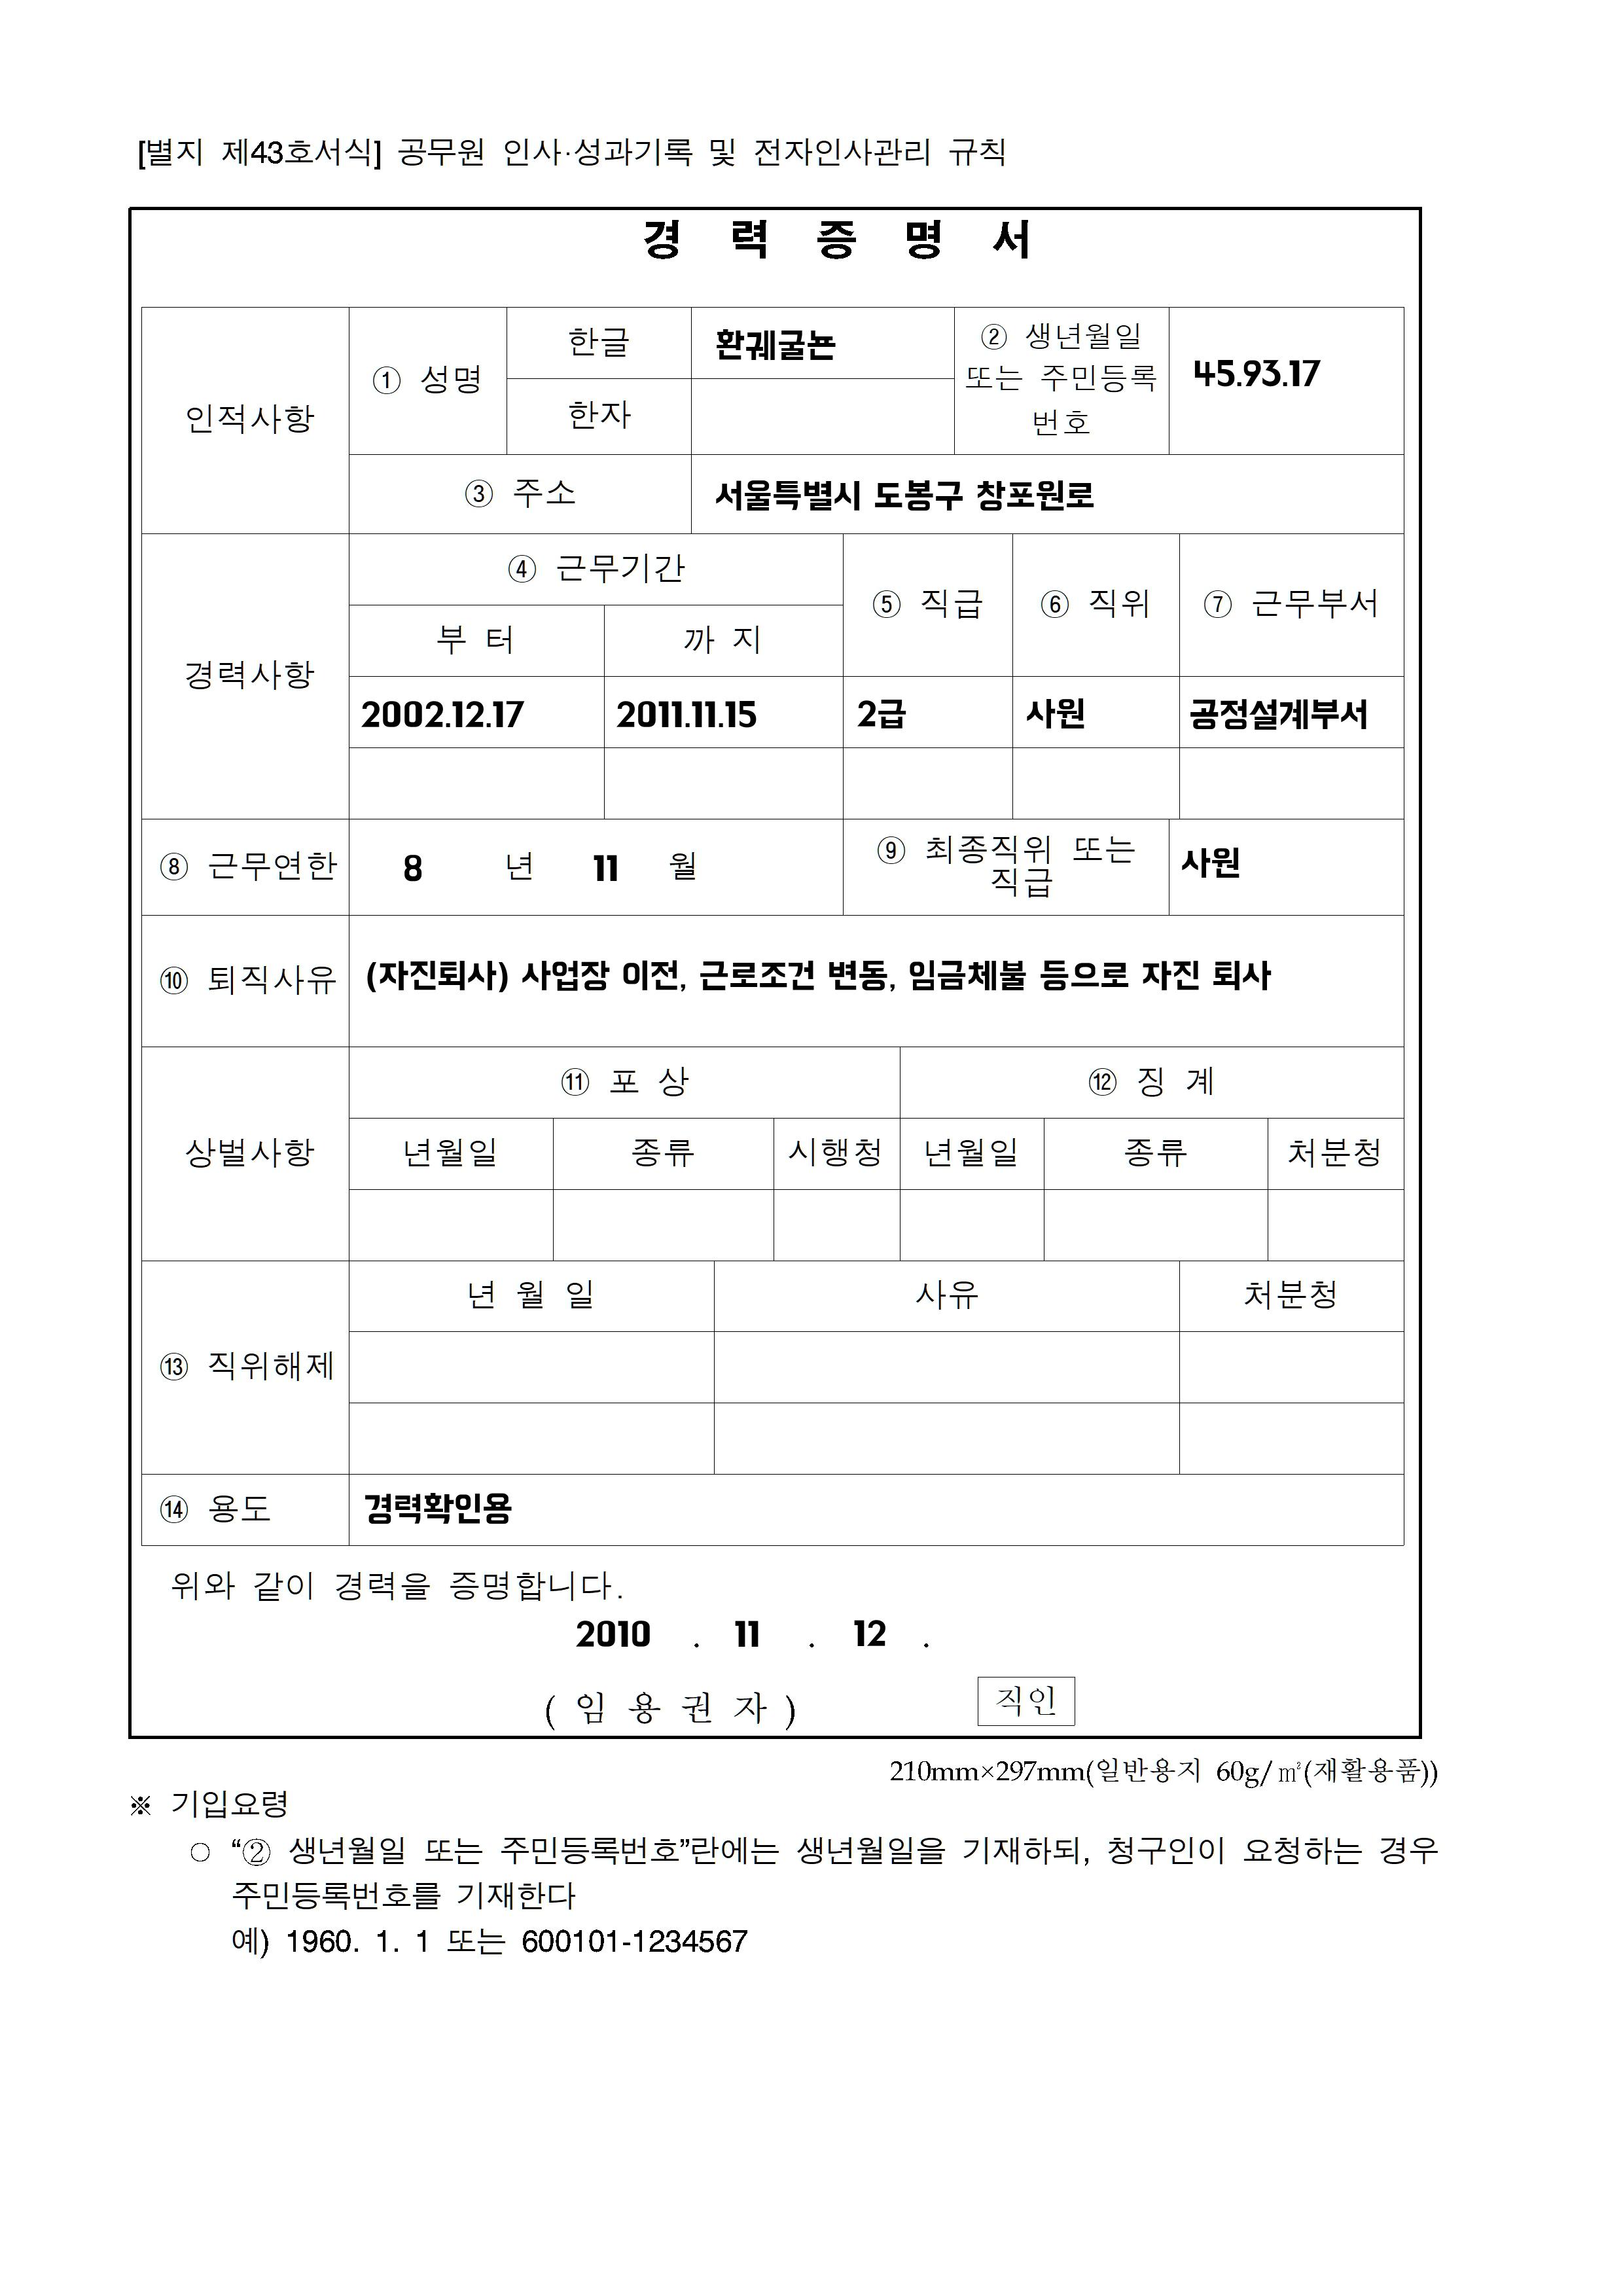 [별지 제43호서식] 공무원 인사·성과기록 및 전자인사관리 규칙
경 력 증 명 서
인적사항
① 성명
한글
환궤굴뇬
② 생년월일
또는 주민등록
번호
45.93.17
한자
③ 주소
서울특별시 도봉구 창포원로
경력사항
④ 근무기간
⑤ 직급
⑥ 직위
⑦ 근무부서
부 터
까 지
2002.12.17
2011.11.15
2급
사원
공정설계부서
⑧ 근무연한
8 년 11 월
⑨ 최종직위 또는
직급
사원
⑩ 퇴직사유
(자진퇴사) 사업장 이전, 근로조건 변동, 임금체불 등으로 자진 퇴사
상벌사항
⑪ 포 상
⑫ 징 계
년월일
종류
시행청
년월일
종류
처분청
⑬ 직위해제
년 월 일
사유
처분청
⑭ 용도
경력확인용
위와 같이 경력을 증명합니다.
2010 . 11 . 12 .
( 임 용 권 자 )
직인
210mm×297mm(일반용지 60g/㎡(재활용품))
※ 기입요령
○ “② 생년월일 또는 주민등록번호”란에는 생년월일을 기재하되, 청구인이 요청하는 경우
주민등록번호를 기재한다
예) 1960. 1. 1 또는 600101-1234567